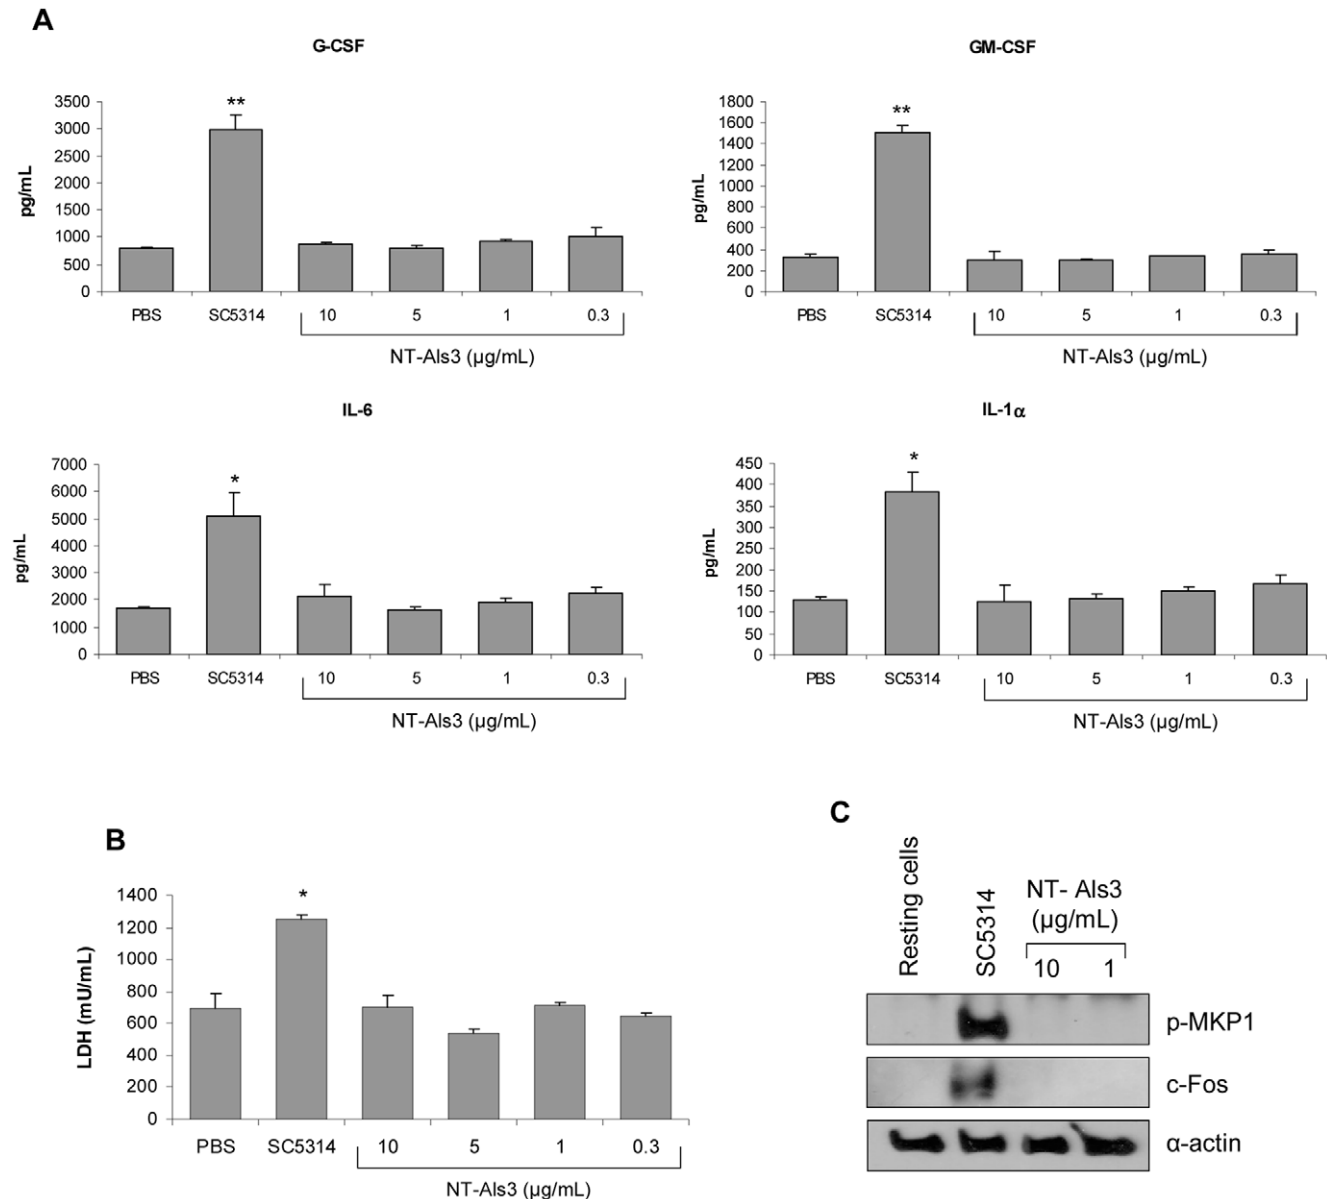 A
G-CSF
3500
3000
2500
2000
1500
1000
500
0
pg/mL
**
PBS SC5314 10 5 1 0.3
NT-Als3 (µg/mL)
GM-CSF
1800
1600
1400
1200
1000
800
600
400
200
0
pg/mL
**
PBS SC5314 10 5 1 0.3
NT-Als3 (µg/mL)
IL-6
7000
6000
5000
4000
3000
2000
1000
0
pg/mL
*
PBS SC5314 10 5 1 0.3
NT-Als3 (µg/mL)
IL-1α
450
400
350
300
250
200
150
100
50
0
pg/mL
*
PBS SC5314 10 5 1 0.3
NT-Als3 (µg/mL)
B
1400
1200
1000
800
600
400
200
0
LDH (mU/mL)
*
PBS SC5314 10 5 1 0.3
NT-Als3 (µg/mL)
C
Resting cells
SC5314
NT- Als3
(µg/mL)
10 1
p-MKP1
c-Fos
α-actin